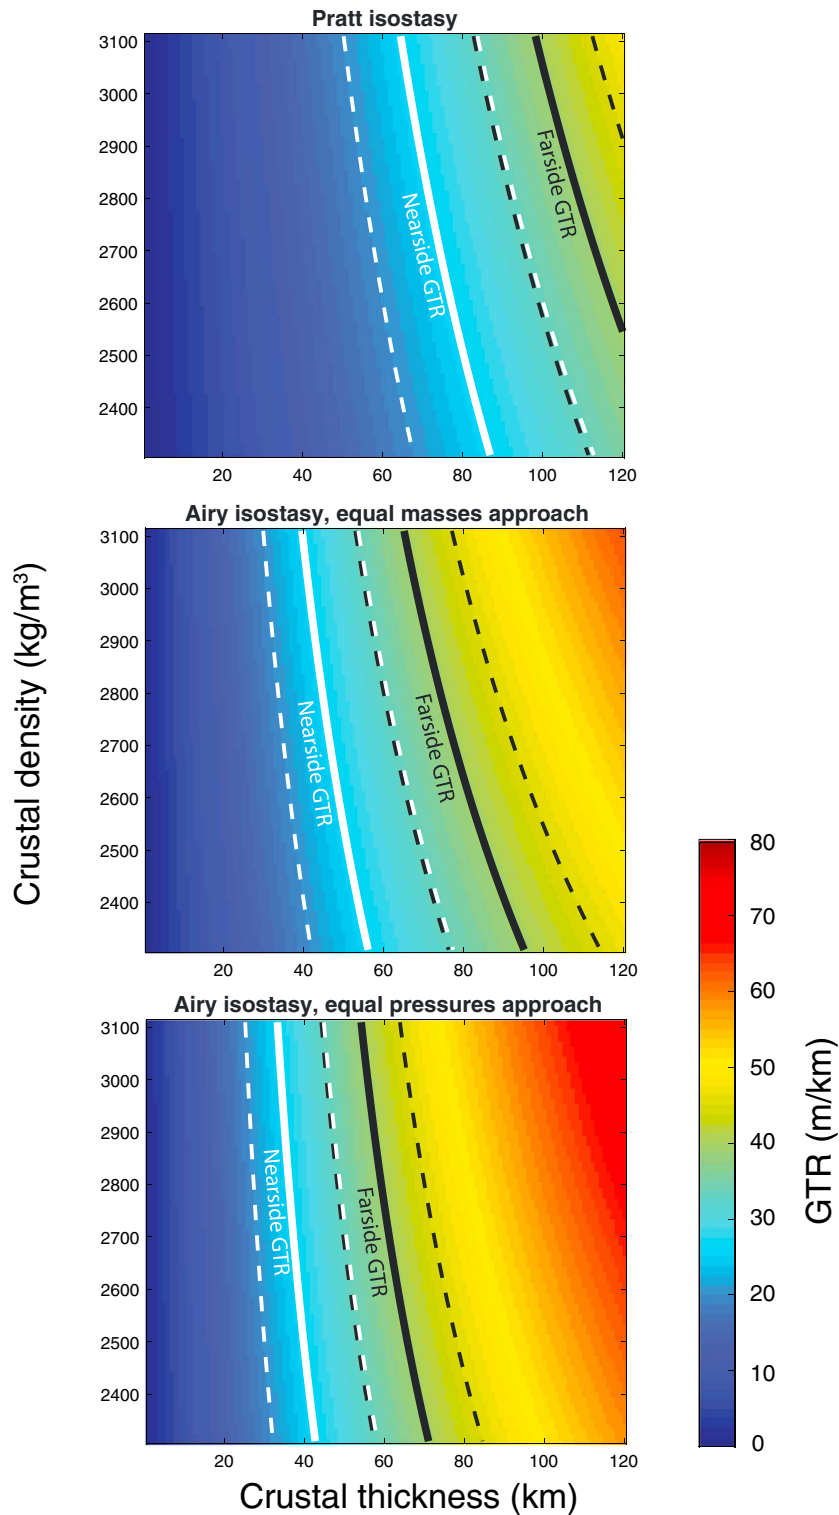 Pratt isostasy
3100
3000
2900
2800
2700
2600
2500
2400
Nearside GTR
Farside GTR
20 40 60 80 100 120
Airy isostasy, equal masses approach
3100
3000
2900
2800
2700
2600
2500
2400
Nearside GTR
Farside GTR
20 40 60 80 100 120
Airy isostasy, equal pressures approach
3100
3000
2900
2800
2700
2600
2500
2400
Nearside GTR
Farside GTR
20 40 60 80 100 120
Crustal thickness (km)
Crustal density (kg/m³)
80
70
60
50
40
30
20
10
0
GTR (m/km)